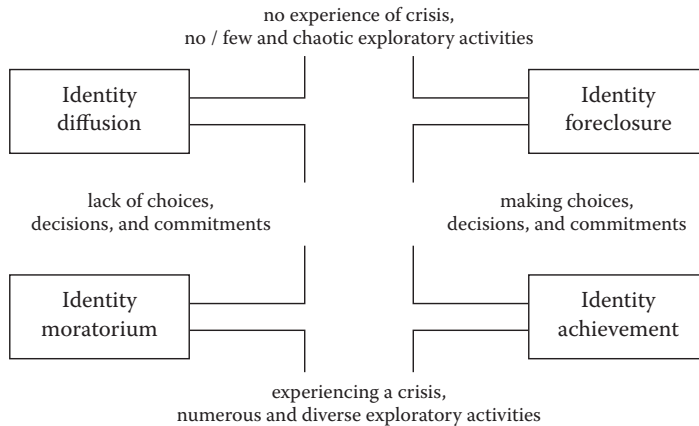 no experience of crisis,
no / few and chaotic exploratory activities
Identity
diffusion
Identity
foreclosure
lack of choices,
decisions, and commitments
making choices,
decisions, and commitments
Identity
moratorium
Identity
achievement
experiencing a crisis,
numerous and diverse exploratory activities